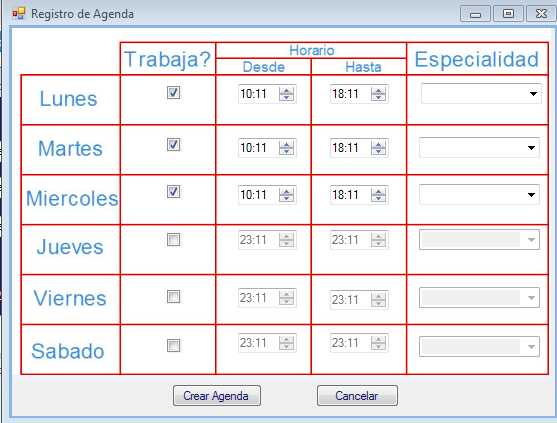 Registro de Agenda
Trabaja? Horario Especialidad
Desde Hasta
Lunes 10:11 18:11
Martes 10:11 18:11
Miercoles 10:11 18:11
Jueves 23:11 23:11
Viernes 23:11 23:11
Sabado 23:11 23:11
Crear Agenda Cancelar